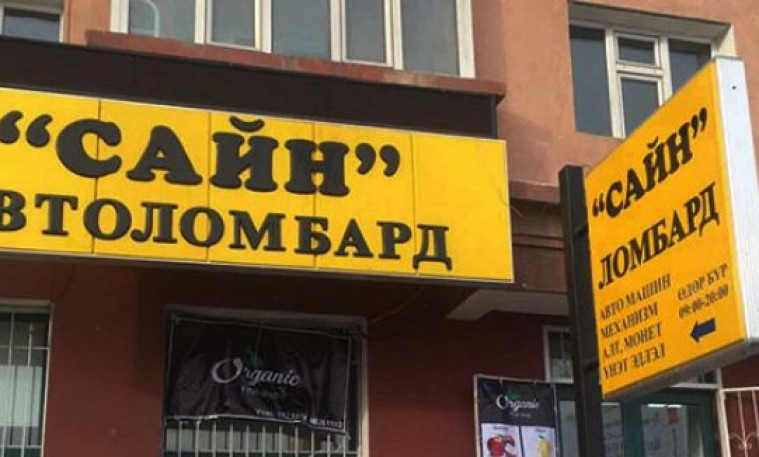 "САЙН"
ВТОЛОМБАРД
"САЙН"
ЛОМБАРД
АВТО МАШИН
МЕХАНИЗМ
АЛТ, МОНЕТ
ҮНЭТ ЭДЛЭЛ
ӨДӨР БҮР
09:00-20:00
Organic
Organic